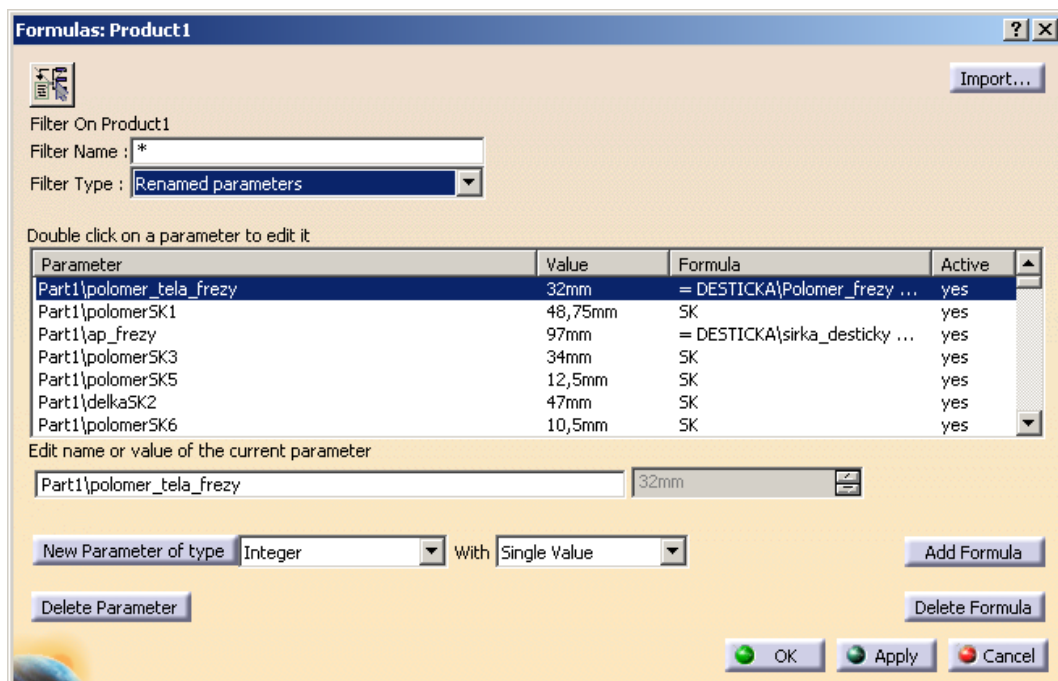 Formulas: Product1
Import...
Filter On Product1
Filter Name : *
Filter Type : Renamed parameters
Double click on a parameter to edit it
Parameter Value Formula Active
Part1\polomer_tela_frezy 32mm = DESTICKA\Polomer_frezy ... yes
Part1\polomerSK1 48,75mm SK yes
Part1\ap_frezy 97mm = DESTICKA\sirka_desticky ... yes
Part1\polomerSK3 34mm SK yes
Part1\polomerSK5 12,5mm SK yes
Part1\delkaSK2 47mm SK yes
Part1\polomerSK6 10,5mm SK yes
Edit name or value of the current parameter
Part1\polomer_tela_frezy 32mm
New Parameter of type Integer With Single Value Add Formula
Delete Parameter Delete Formula
OK Apply Cancel